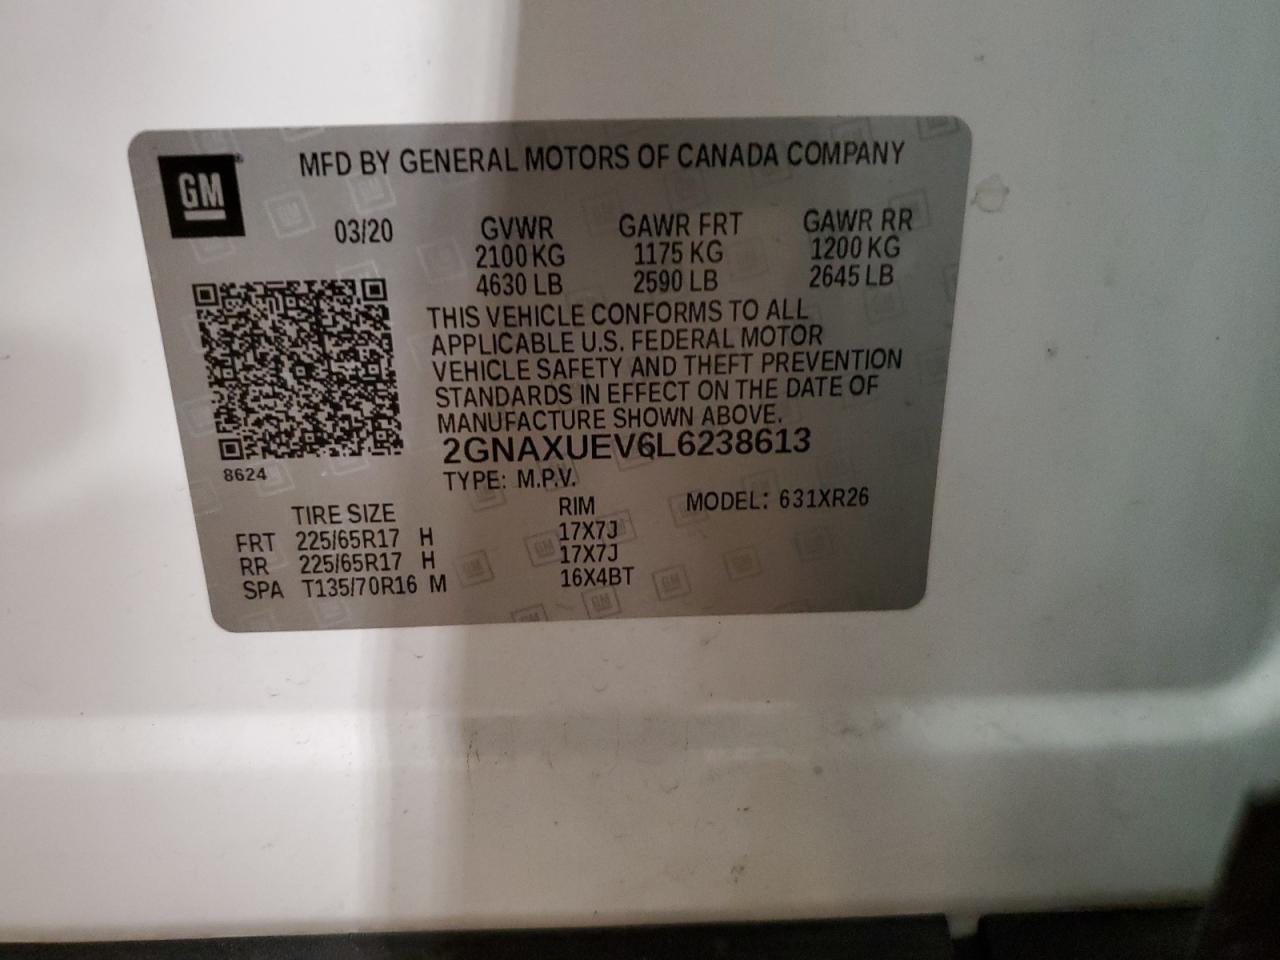 GM
MFD BY GENERAL MOTORS OF CANADA COMPANY
03/20 GVWR GAWR FRT GAWR RR
2100 KG 1175 KG 1200 KG
4630 LB 2590 LB 2645 LB
THIS VEHICLE CONFORMS TO ALL
APPLICABLE U.S. FEDERAL MOTOR
VEHICLE SAFETY AND THEFT PREVENTION
STANDARDS IN EFFECT ON THE DATE OF
MANUFACTURE SHOWN ABOVE.
2GNAXUEV6L6238613
8624
TYPE: M.P.V.
TIRE SIZE RIM MODEL: 631XR26
FRT 225/65R17 H 17X7J
RR 225/65R17 H 17X7J
SPA T135/70R16 M 16X4BT